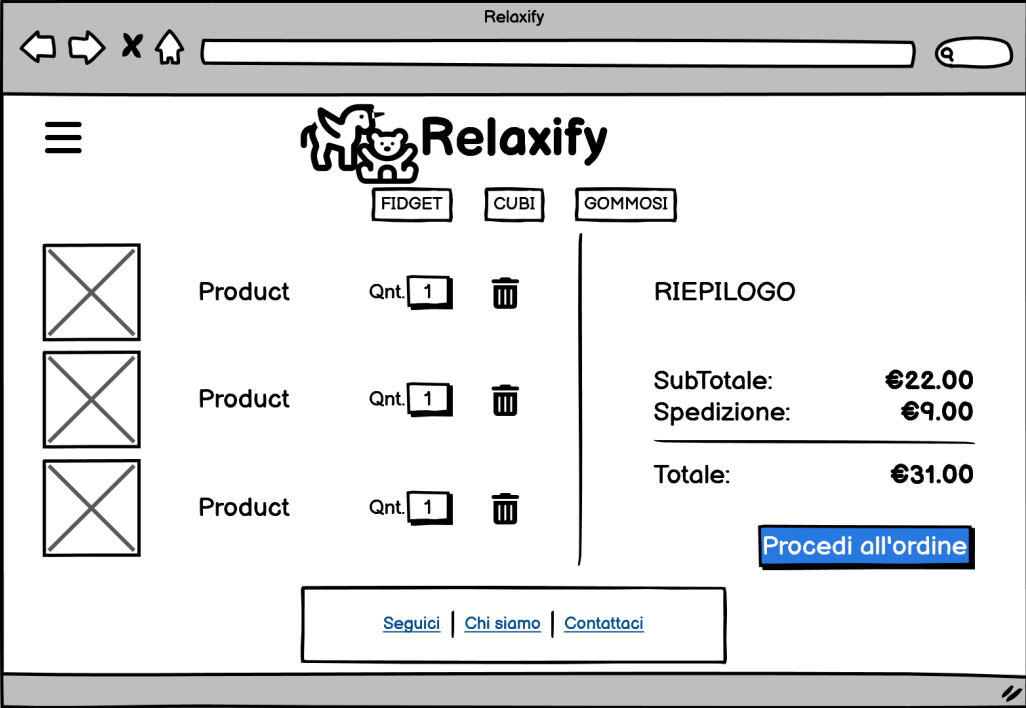 Relaxify
Relaxify
FIDGET CUBI GOMMOSI
Product Qnt. 1
Product Qnt. 1
Product Qnt. 1
RIEPILOGO
SubTotale: €22.00
Spedizione: €9.00
Totale: €31.00
Procedi all'ordine
Seguici | Chi siamo | Contattaci